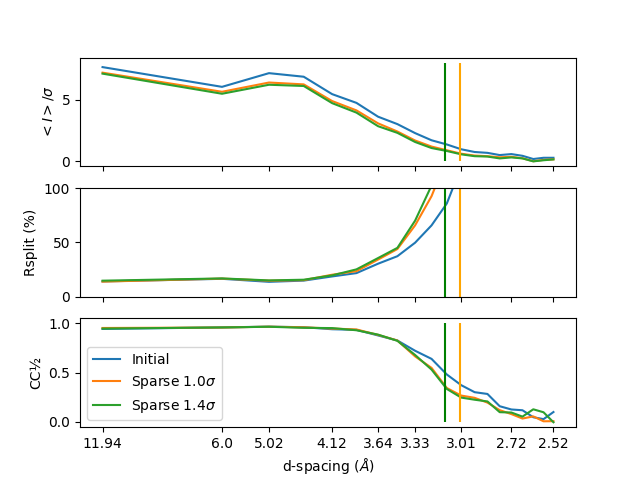 <I>/σ
5
0
Rsplit (%)
100
50
0
CC½
1.0
0.5
0.0
Initial
Sparse 1.0σ
Sparse 1.4σ
11.94 6.0 5.02 4.12 3.64 3.33 3.01 2.72 2.52
d-spacing (Å)